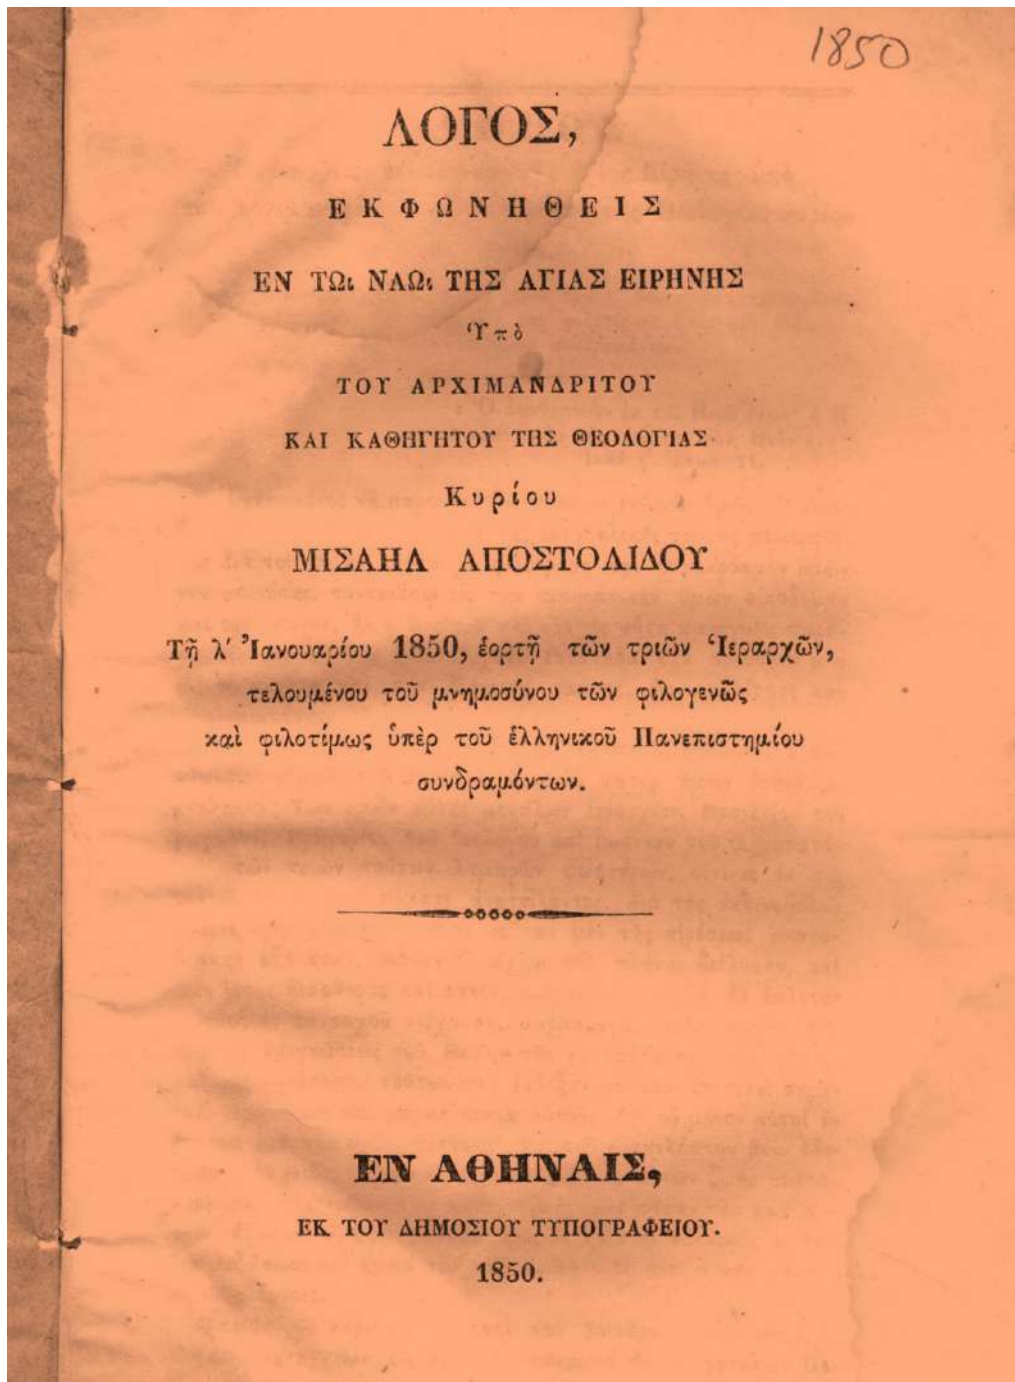 1850
ΛΟΓΟΣ,
ΕΚΦΩΝΗΘΕΙΣ
ΕΝ ΤΩι ΝΑΩι ΤΗΣ ΑΓΙΑΣ ΕΙΡΗΝΗΣ
Ὑπὸ
ΤΟΥ ΑΡΧΙΜΑΝΔΡΙΤΟΥ
ΚΑΙ ΚΑΘΗΓΗΤΟΥ ΤΗΣ ΘΕΟΛΟΓΙΑΣ
Κυρίου
ΜΙΣΑΗΛ ΑΠΟΣΤΟΛΙΔΟΥ
Τῇ λ΄ Ἰανουαρίου 1850, ἑορτῇ τῶν τριῶν Ἱεραρχῶν,
τελουμένου τοῦ μνημοσύνου τῶν φιλογενῶς
καὶ φιλοτίμως ὑπὲρ τοῦ ἑλληνικοῦ Πανεπιστημίου
συνδραμόντων.
ΕΝ ΑΘΗΝΑΙΣ,
ΕΚ ΤΟΥ ΔΗΜΟΣΙΟΥ ΤΥΠΟΓΡΑΦΕΙΟΥ.
1850.